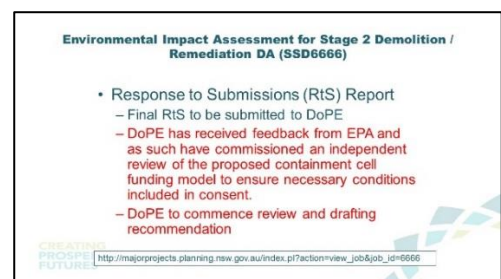 Environmental Impact Assessment for Stage 2 Demolition /
Remediation DA (SSD6666)
• Response to Submissions (RtS) Report
– Final RtS to be submitted to DoPE
– DoPE has received feedback from EPA and
as such have commissioned an independent
review of the proposed containment cell
funding model to ensure necessary conditions
included in consent.
– DoPE to commence review and drafting
recommendation
CREATING
PROSPE
FUTURE
http://majorprojects.planning.nsw.gov.au/index.pl?action=view_job&job_id=6666